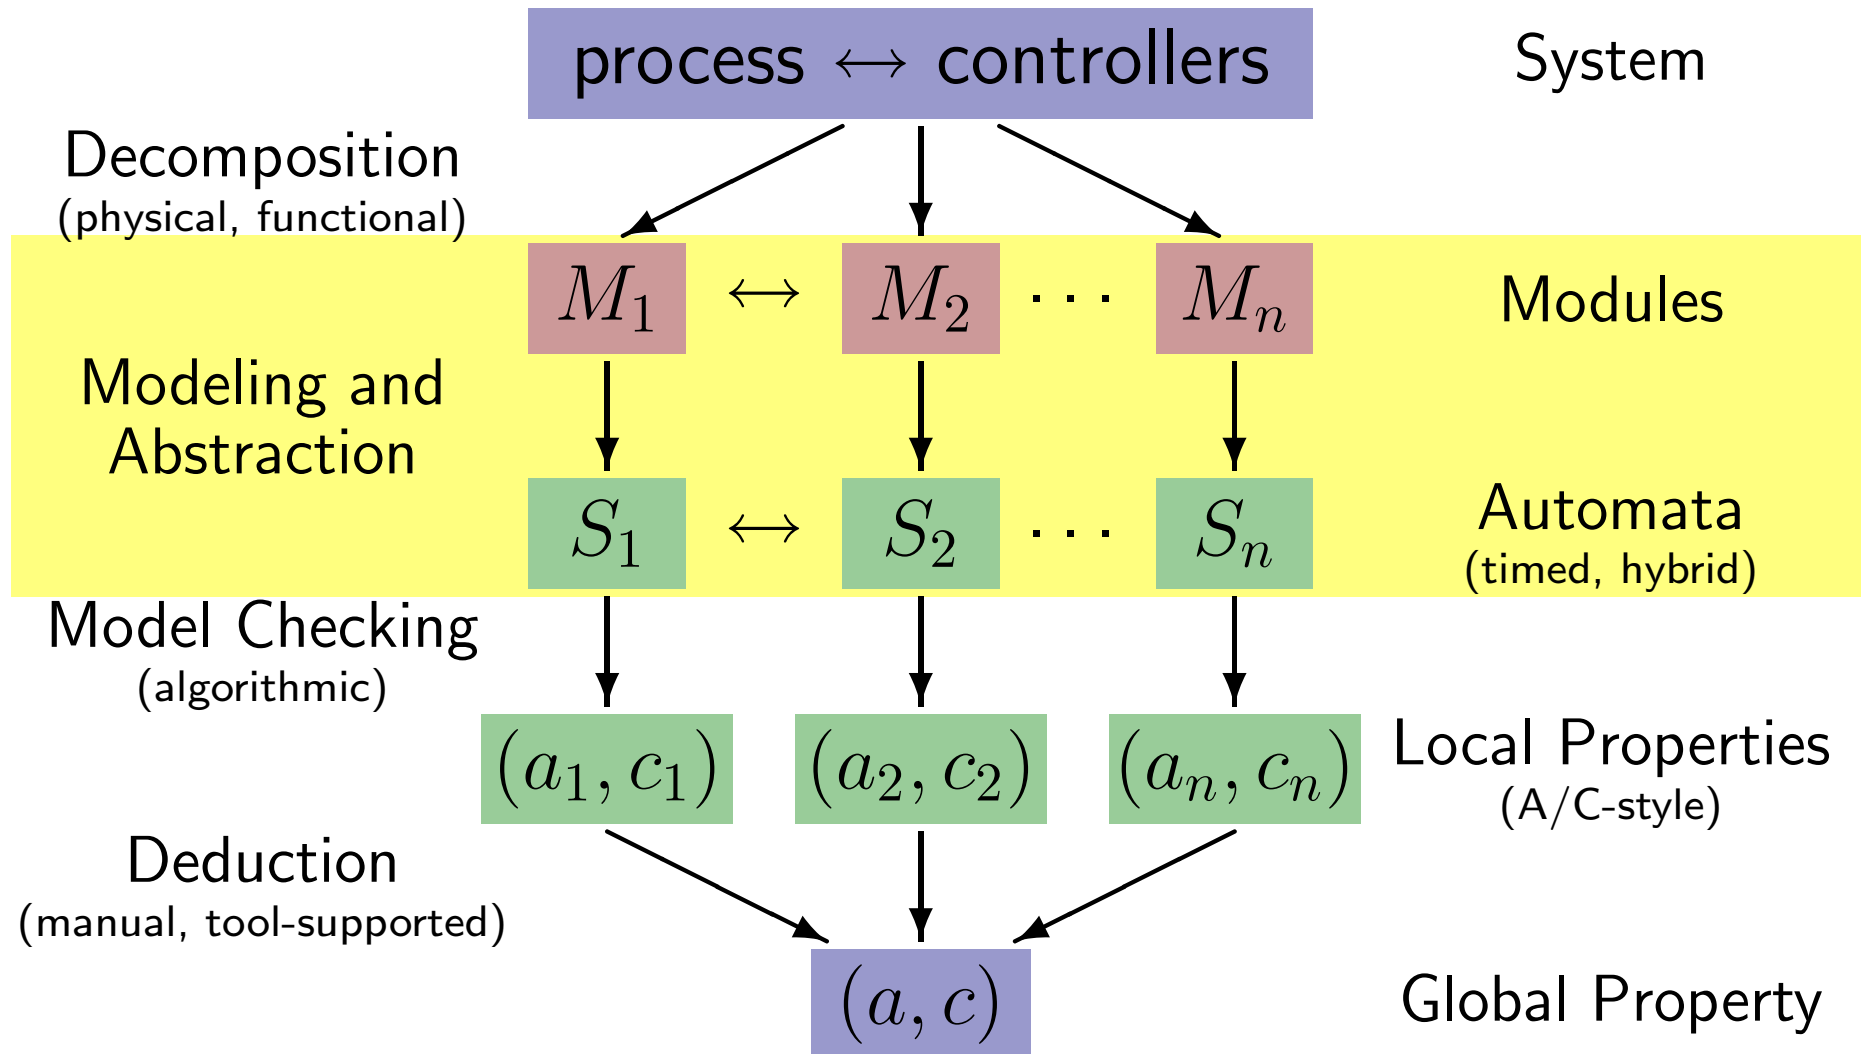 process ↔ controllers
System
Decomposition
(physical, functional)
M₁ ↔ M₂ ··· Mₙ
Modules
Modeling and
Abstraction
S₁ ↔ S₂ ··· Sₙ
Automata
(timed, hybrid)
Model Checking
(algorithmic)
(a₁, c₁) (a₂, c₂) (aₙ, cₙ)
Local Properties
(A/C-style)
Deduction
(manual, tool-supported)
(a, c)
Global Property